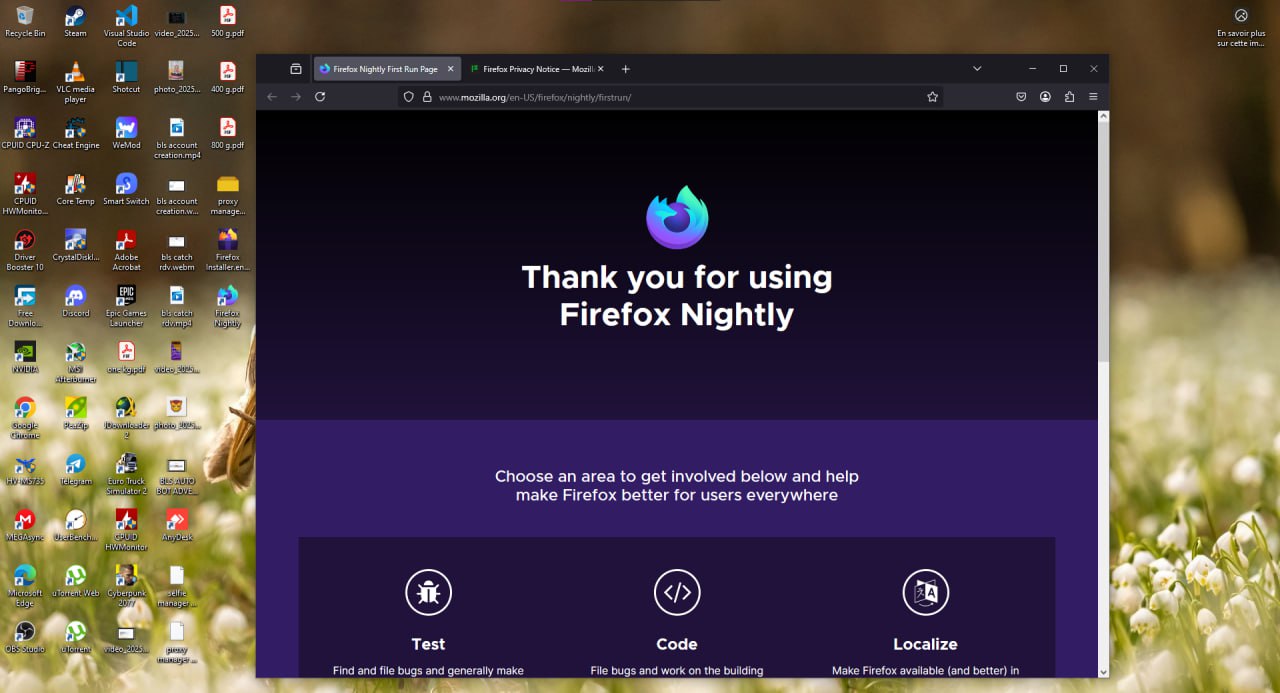 Recycle Bin
Steam
Visual Studio
Code
video_2025...
500 g.pdf
PangoBrig...
VLC media
player
Shotcut
photo_2025...
400 g.pdf
CPUID CPU-Z
Cheat Engine
WeMod
bls account
creation.mp4
800 g.pdf
CPUID
HWMonito...
Core Temp
Smart Switch
bls account
creation.w...
proxy
manage...
Driver
Booster 10
CrystalDiskI...
Adobe
Acrobat
bls catch
rdv.webm
Firefox
Installer.en...
Free
Downlo...
Discord
Epic Games
Launcher
bls catch
rdv.mp4
Firefox
Nightly
NVIDIA
MSI
Afterburner
one kg.pdf
video_2025...
Google
Chrome
PeaZip
JDownloader
2
photo_2025...
HV-MS735
Telegram
Euro Truck
Simulator 2
BLS AUTO
BOT ADVE...
MEGAsync
UserBench...
CPUID
HWMonitor
AnyDesk
Microsoft
Edge
uTorrent Web
Cyberpunk
2077
selfie
manager...
OBS Studio
uTorrent
video_2025...
proxy
manager...
En savoir plus
sur cette im...
Firefox Nightly First Run Page
Firefox Privacy Notice — Mozill
www.mozilla.org/en-US/firefox/nightly/firstrun/
Thank you for using
Firefox Nightly
Choose an area to get involved below and help
make Firefox better for users everywhere
Test
Find and file bugs and generally make
Code
File bugs and work on the building
Localize
Make Firefox available (and better) in